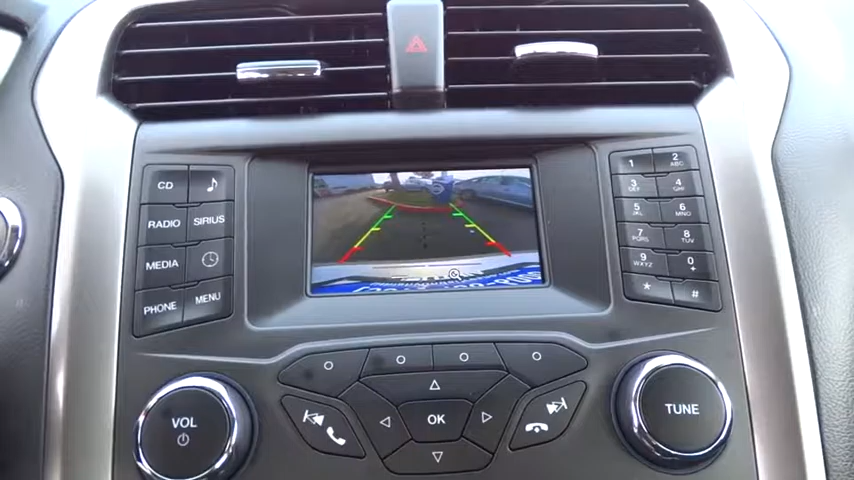 CD
RADIO SIRIUS
MEDIA
PHONE MENU
1 2 ABC
3 DEF 4 GHI
5 JKL 6 MNO
7 PQRS 8 TUV
9 WXYZ 0 +
* #
VOL
OK
TUNE